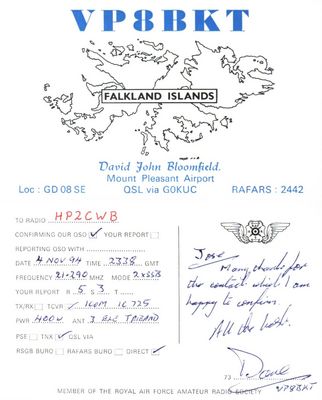 VP8BKT
FALKLAND ISLANDS
David John Bloomfield.
Mount Pleasant Airport
Loc : GD 08 SE QSL via G0KUC RAFARS : 2442
TO RADIO HP2CWB
CONFIRMING OUR QSO ✓ YOUR REPORT
REPORTING QSO WITH
DATE 4 NOV 94 TIME 2338 GMT
FREQUENCY 21.290 MHZ MODE 2xSSB
YOUR REPORT R 5 S 3 T
TX/RX TCVR ✓ ICOM IC 725
PWR 400W ANT 3 ELE TRIBAND
PSE TNX ✓ QSL VIA
RSGB BURO RAFARS BURO DIRECT ✓
Jose
Many thanks for
the contact which I am
happy to confirm.
All the best.
73 Dave
VP8BKT
MEMBER OF THE ROYAL AIR FORCE AMATEUR RADIO SOCIETY